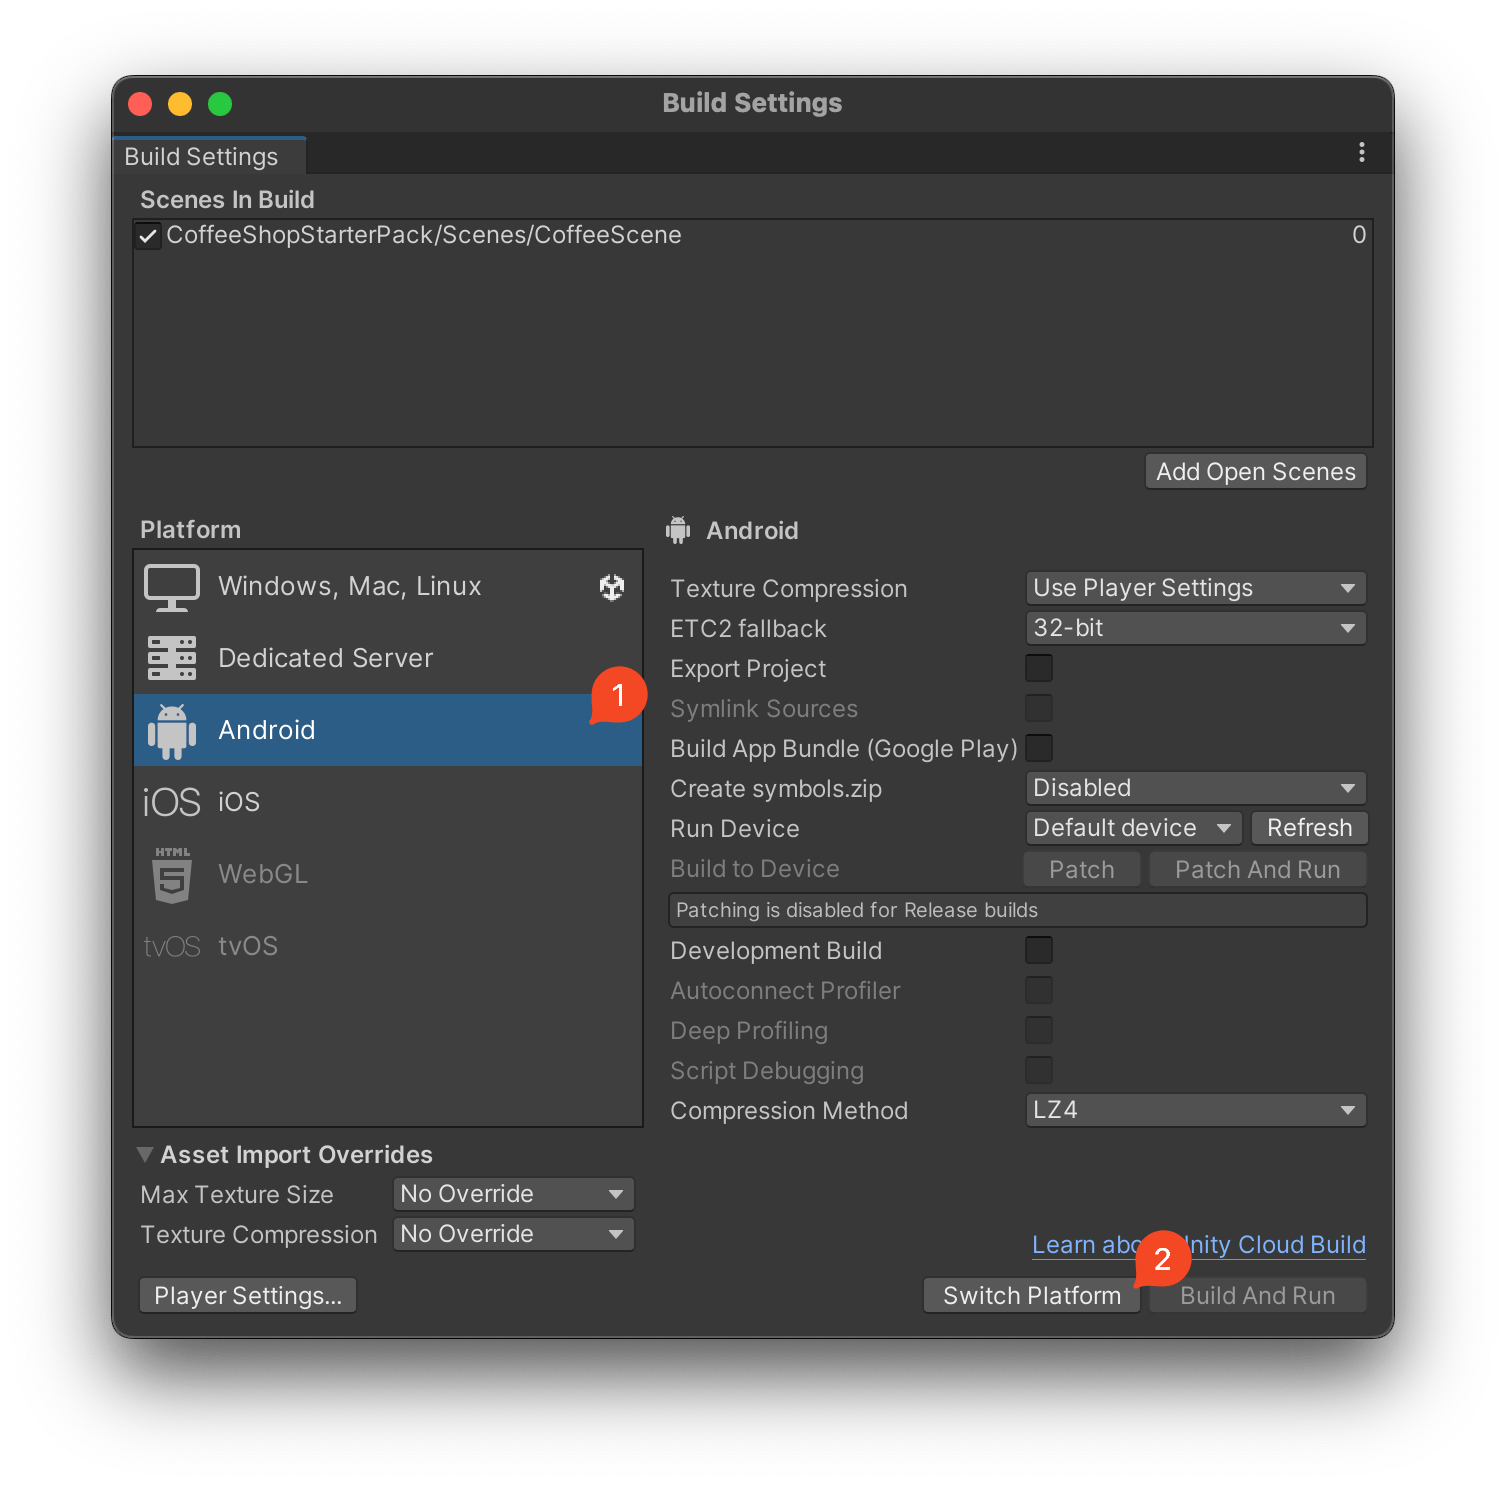 Build Settings
Build Settings
Scenes In Build
CoffeeShopStarterPack/Scenes/CoffeeScene 0
Add Open Scenes
Platform
Windows, Mac, Linux
Dedicated Server
1
Android
iOS iOS
HTML
5 WebGL
tvOS tvOS
Android
Texture Compression Use Player Settings
ETC2 fallback 32-bit
Export Project
Symlink Sources
Build App Bundle (Google Play)
Create symbols.zip Disabled
Run Device Default device Refresh
Build to Device Patch Patch And Run
Patching is disabled for Release builds
Development Build
Autoconnect Profiler
Deep Profiling
Script Debugging
Compression Method LZ4
Asset Import Overrides
Max Texture Size No Override
Texture Compression No Override
Learn Cloud Build
2
Player Settings... Switch Platform Build And Run